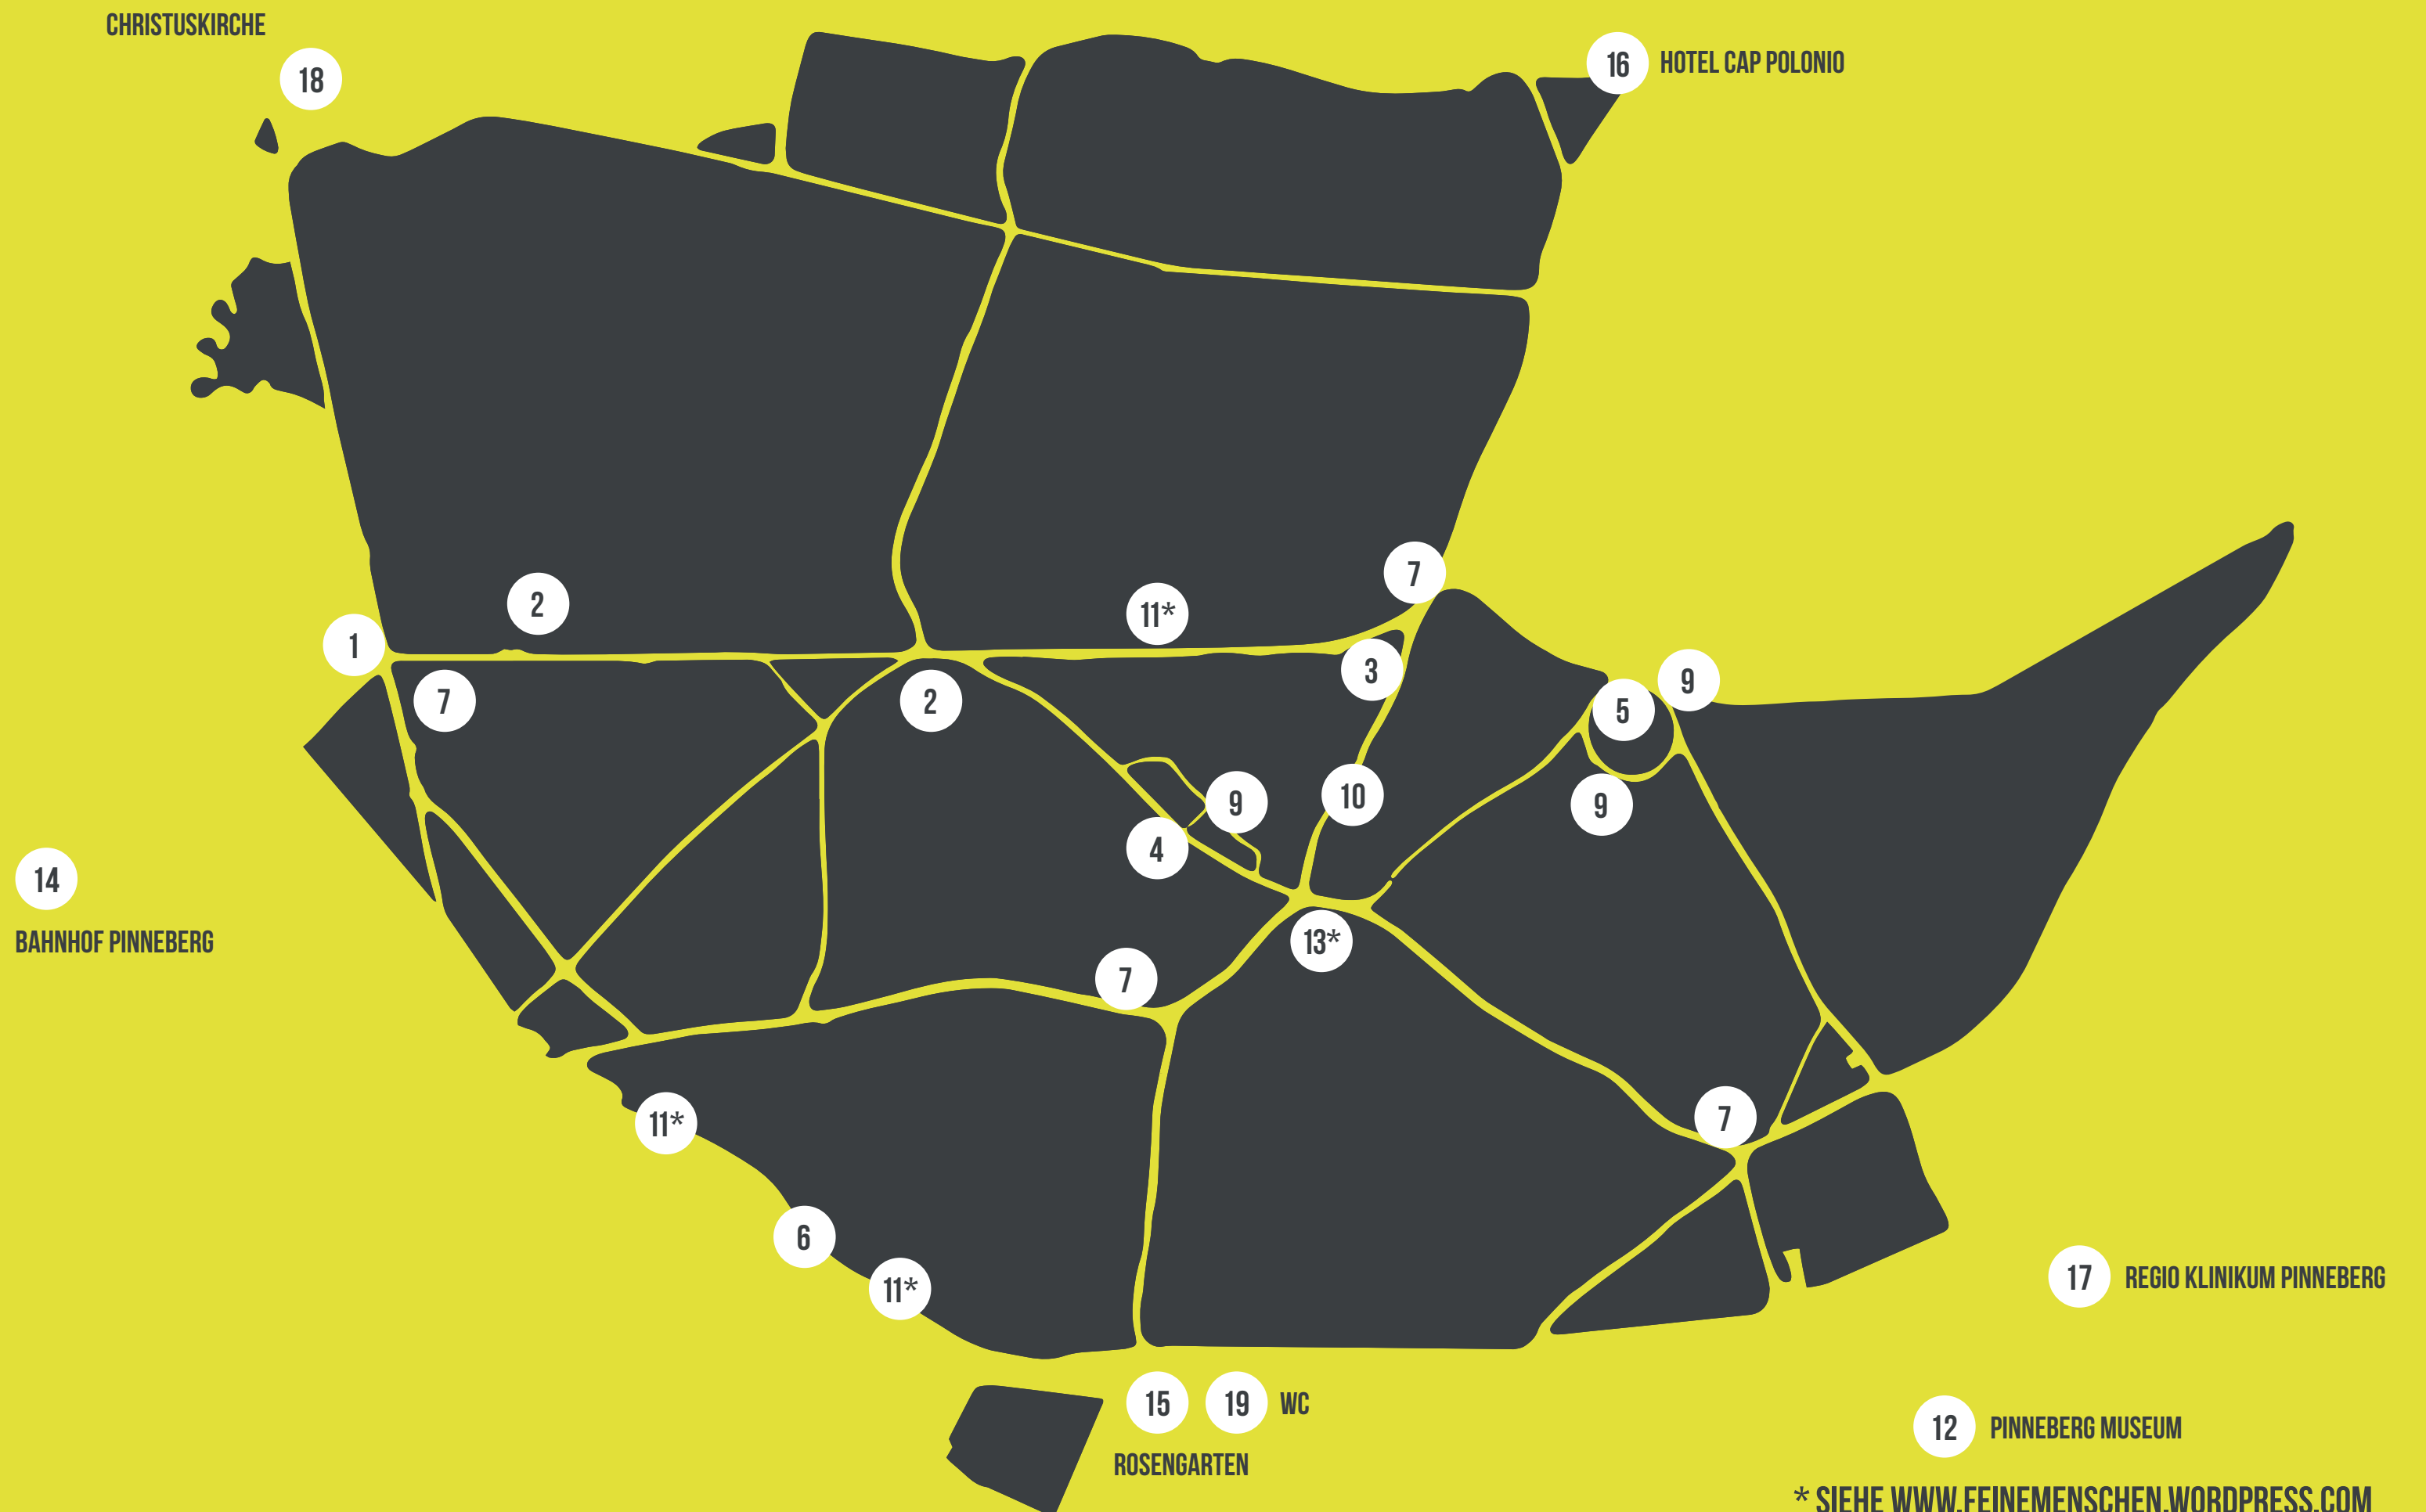 CHRISTUSKIRCHE
18
16 HOTEL CAP POLONIO
7
2
11*
1
3
9
7
2
5
9
10
9
4
14
BAHNHOF PINNEBERG
13*
7
7
11*
6
17 REGIO KLINIKUM PINNEBERG
11*
15 19 WC
12 PINNEBERG MUSEUM
ROSENGARTEN
* SIEHE WWW.FEINEMENSCHEN.WORDPRESS.COM